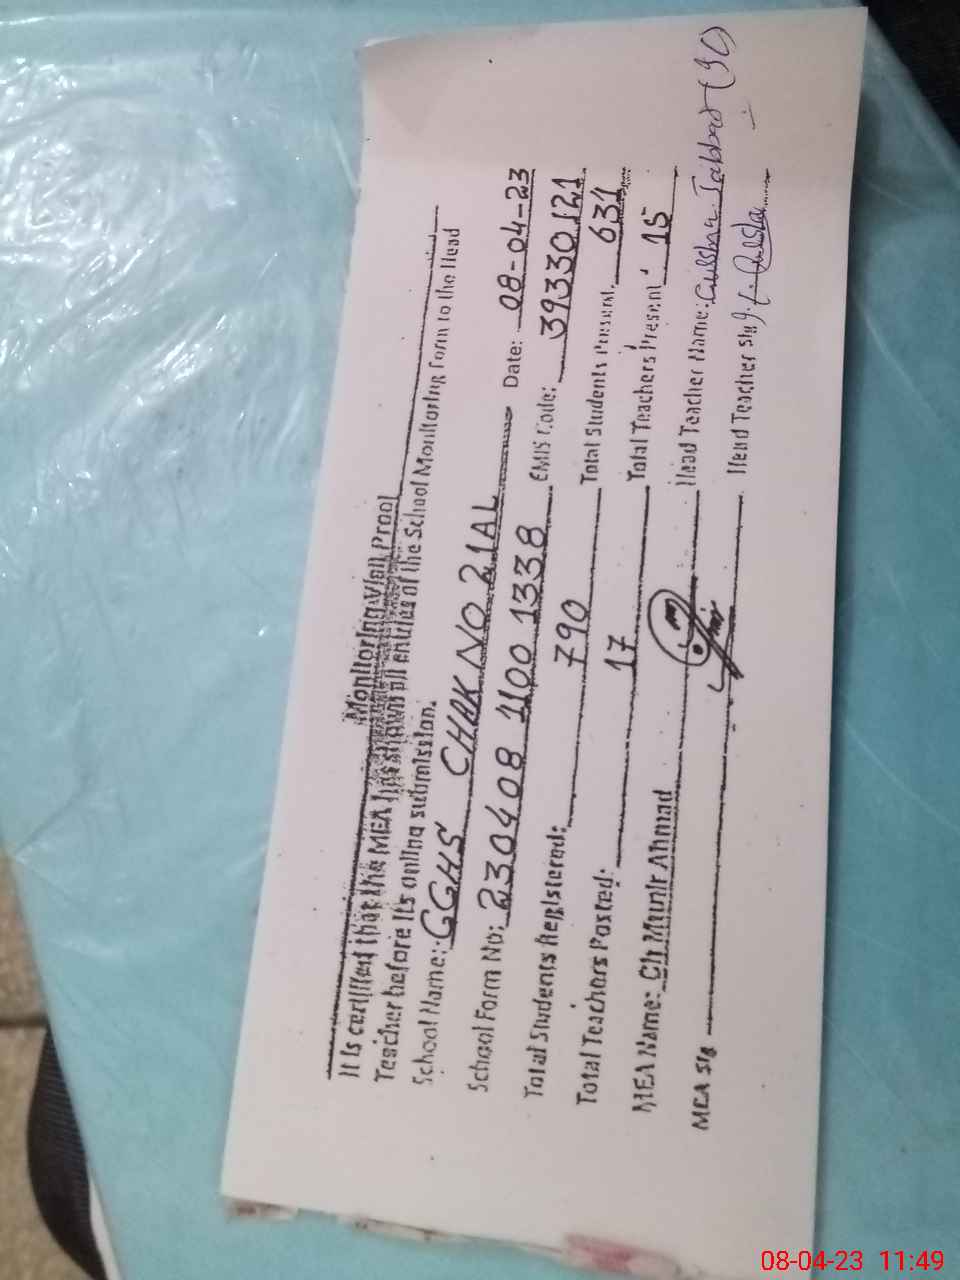 Monitoring Visit Proof
It is certified that the MEA has shown all entries of the School Monitoring Form to the Head
Teacher before its online submission.
School Name: GGHS CHAK NO 21AL Date: 08-04-23
School Form No: 230408 1100 1338 EMIS Code: 39330121
Total Students Registered: 790 Total Students Present: 631
Total Teachers Posted: 17 Total Teachers Present: 15
MEA Name: Ch Munir Ahmad Head Teacher Name: Gulshan Jabbar
MEA Sig Head Teacher Sig
08-04-23 11:49